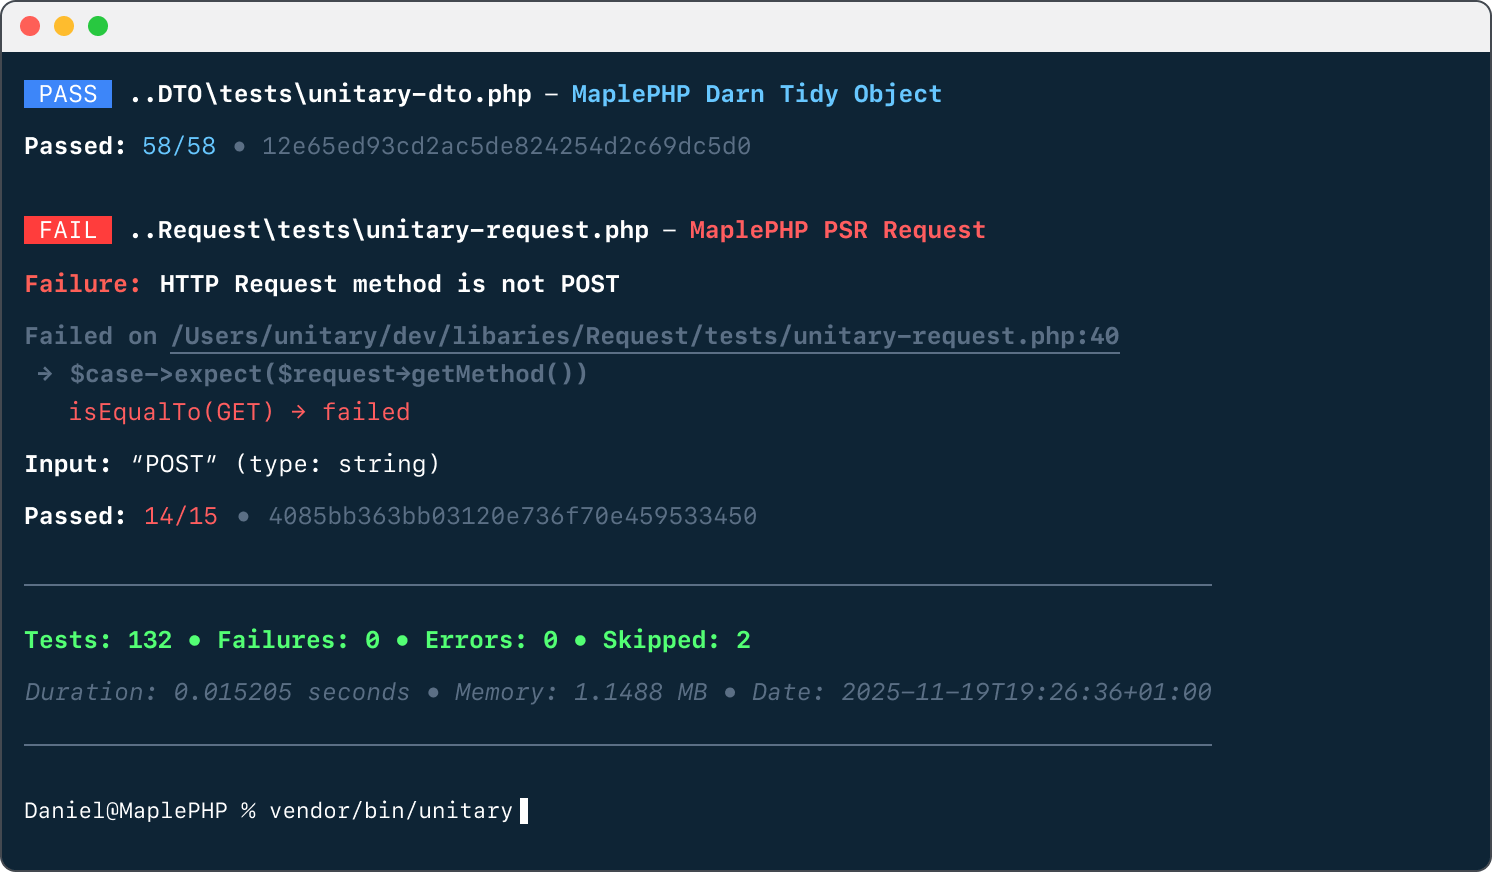 PASS ..DTO\tests\unitary-dto.php – MaplePHP Darn Tidy Object
Passed: 58/58 • 12e65ed93cd2ac5de824254d2c69dc5d0
FAIL ..Request\tests\unitary-request.php – MaplePHP PSR Request
Failure: HTTP Request method is not POST
Failed on /Users/unitary/dev/libaries/Request/tests/unitary-request.php:40
→ $case->expect($request→getMethod())
isEqualTo(GET) → failed
Input: “POST” (type: string)
Passed: 14/15 • 4085bb363bb03120e736f70e459533450
Tests: 132 • Failures: 0 • Errors: 0 • Skipped: 2
Duration: 0.015205 seconds • Memory: 1.1488 MB • Date: 2025-11-19T19:26:36+01:00
Daniel@MaplePHP % vendor/bin/unitary